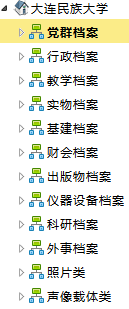 大连民族大学
党群档案
行政档案
教学档案
实物档案
基建档案
财会档案
出版物档案
仪器设备档案
科研档案
外事档案
照片类
声像载体类